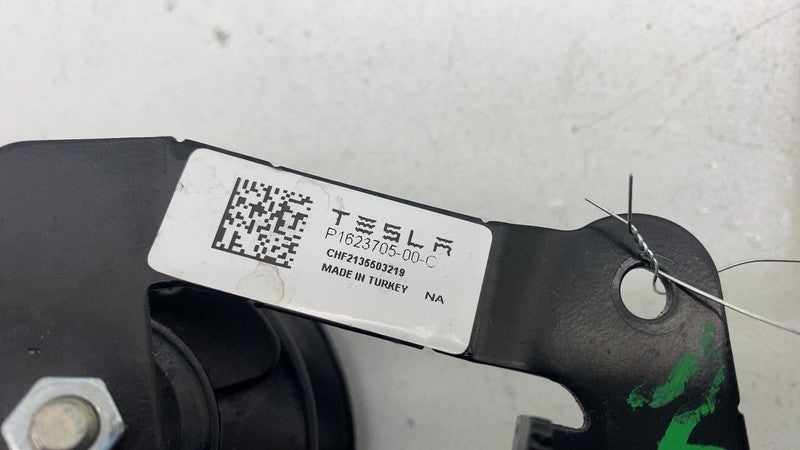 TESLA
P1623705-00-C
CHF2135503219
MADE IN TURKEY NA